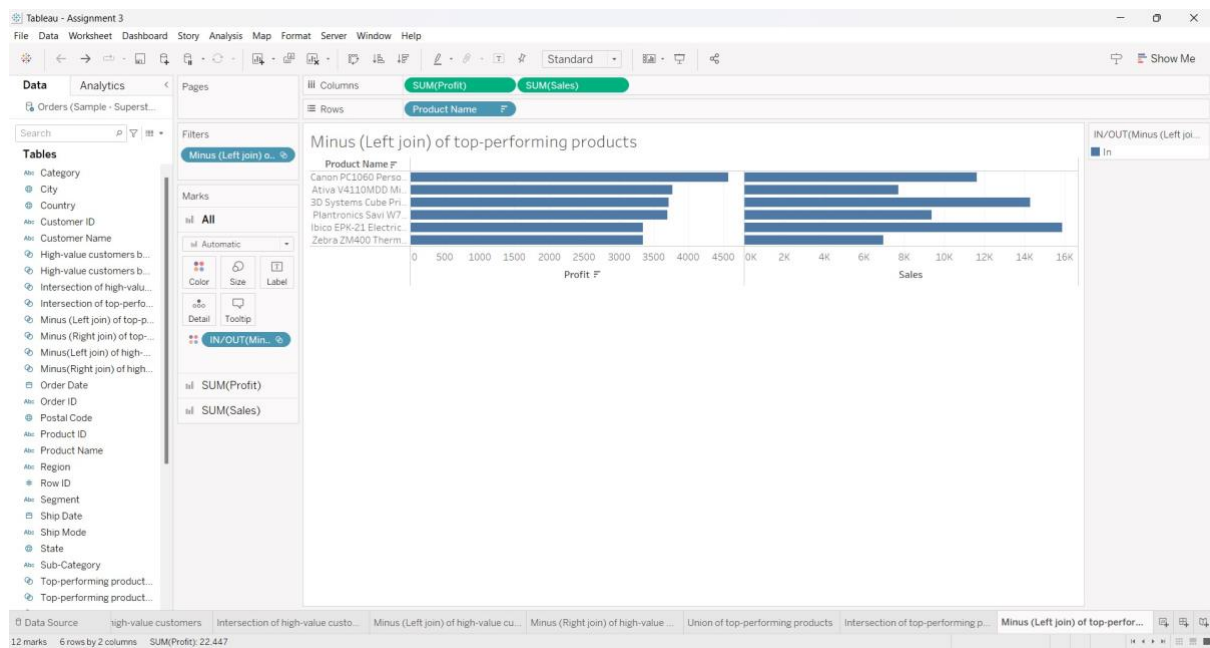 Tableau - Assignment 3
File Data Worksheet Dashboard Story Analysis Map Format Server Window Help
Standard
Show Me
Data Analytics
Orders (Sample - Superst...
Search
Tables
Abc Category
City
Country
Abc Customer ID
Abc Customer Name
High-value customers b...
High-value customers b...
Intersection of high-valu...
Intersection of top-perfo...
Minus (Left join) of top-p...
Minus (Right join) of top-...
Minus(Left join) of high-...
Minus(Right join) of high...
Order Date
Abc Order ID
Postal Code
Abc Product ID
Abc Product Name
Abc Region
Row ID
Abc Segment
Ship Date
Abc Ship Mode
State
Abc Sub-Category
Top-performing product...
Top-performing product...
Pages
Filters
Minus (Left join) o..
Marks
All
Automatic
Color Size Label
Detail Tooltip
IN/OUT(Min..
SUM(Profit)
SUM(Sales)
Columns SUM(Profit) SUM(Sales)
Rows Product Name
Minus (Left join) of top-performing products
Product Name
Canon PC1060 Perso..
Ativa V4110MDD Mi..
3D Systems Cube Pri..
Plantronics Savi W7..
Ibico EPK-21 Electric..
Zebra ZM400 Therm..
0 500 1000 1500 2000 2500 3000 3500 4000 4500 0K 2K 4K 6K 8K 10K 12K 14K 16K
Profit Sales
IN/OUT(Minus (Left joi...
In
Data Source high-value customers Intersection of high-value custo... Minus (Left join) of high-value cu... Minus (Right join) of high-value ... Union of top-performing products Intersection of top-performing p... Minus (Left join) of top-perfor...
12 marks 6 rows by 2 columns SUM(Profit): 22,447